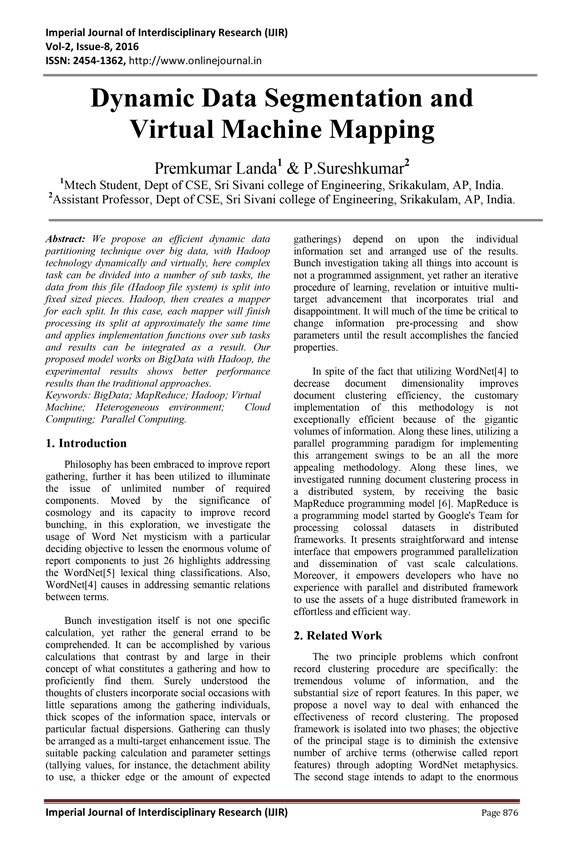 Imperial Journal of Interdisciplinary Research (IJIR)
Vol-2, Issue-8, 2016
ISSN: 2454-1362, http://www.onlinejournal.in
Dynamic Data Segmentation and
Virtual Machine Mapping
Premkumar Landa1 & P.Sureshkumar2
1Mtech Student, Dept of CSE, Sri Sivani college of Engineering, Srikakulam, AP, India.
2Assistant Professor, Dept of CSE, Sri Sivani college of Engineering, Srikakulam, AP, India.
Abstract: We propose an efficient dynamic data
partitioning technique over big data, with Hadoop
technology dynamically and virtually, here complex
task can be divided into a number of sub tasks, the
data from this file (Hadoop file system) is split into
fixed sized pieces. Hadoop, then creates a mapper
for each split. In this case, each mapper will finish
processing its split at approximately the same time
and applies implementation functions over sub tasks
and results can be integrated as a result. Our
proposed model works on BigData with Hadoop, the
experimental results shows better performance
results than the traditional approaches.
Keywords: BigData; MapReduce; Hadoop; Virtual
Machine; Heterogeneous environment; Cloud
Computing; Parallel Computing.
1. Introduction
Philosophy has been embraced to improve report
gathering, further it has been utilized to illuminate
the issue of unlimited number of required
components. Moved by the significance of
cosmology and its capacity to improve record
bunching, in this exploration, we investigate the
usage of Word Net mysticism with a particular
deciding objective to lessen the enormous volume of
report components to just 26 highlights addressing
the WordNet[5] lexical thing classifications. Also,
WordNet[4] causes in addressing semantic relations
between terms.
Bunch investigation itself is not one specific
calculation, yet rather the general errand to be
comprehended. It can be accomplished by various
calculations that contrast by and large in their
concept of what constitutes a gathering and how to
proficiently find them. Surely understood the
thoughts of clusters incorporate social occasions with
little separations among the gathering individuals,
thick scopes of the information space, intervals or
particular factual dispersions. Gathering can thusly
be arranged as a multi-target enhancement issue. The
suitable packing calculation and parameter settings
(tallying values, for instance, the detachment ability
to use, a thicker edge or the amount of expected
gatherings) depend on upon the individual
information set and arranged use of the results.
Bunch investigation taking all things into account is
not a programmed assignment, yet rather an iterative
procedure of learning, revelation or intuitive multi-
target advancement that incorporates trial and
disappointment. It will much of the time be critical to
change information pre-processing and show
parameters until the result accomplishes the fancied
properties.
In spite of the fact that utilizing WordNet[4] to
decrease document dimensionality improves
document clustering efficiency, the customary
implementation of this methodology is not
exceptionally efficient because of the gigantic
volumes of information. Along these lines, utilizing a
parallel programming paradigm for implementing
this arrangement swings to be an all the more
appealing methodology. Along these lines, we
investigated running document clustering process in
a distributed system, by receiving the basic
MapReduce programming model [6]. MapReduce is
a programming model started by Google's Team for
processing colossal datasets in distributed
frameworks. It presents straightforward and intense
interface that empowers programmed parallelization
and dissemination of vast scale calculations.
Moreover, it empowers developers who have no
experience with parallel and distributed framework
to use the assets of a huge distributed framework in
effortless and efficient way.
2. Related Work
The two principle problems which confront
record clustering procedure are specifically: the
tremendous volume of information, and the
substantial size of report features. In this paper, we
propose a novel way to deal with enhanced the
effectiveness of record clustering. The proposed
framework is isolated into two phases; the objective
of the principal stage is to diminish the extensive
number of archive terms (otherwise called report
features) through adopting WordNet metaphysics.
The second stage intends to adapt to the enormous
Imperial Journal of Interdisciplinary Research (IJIR)
Page 876